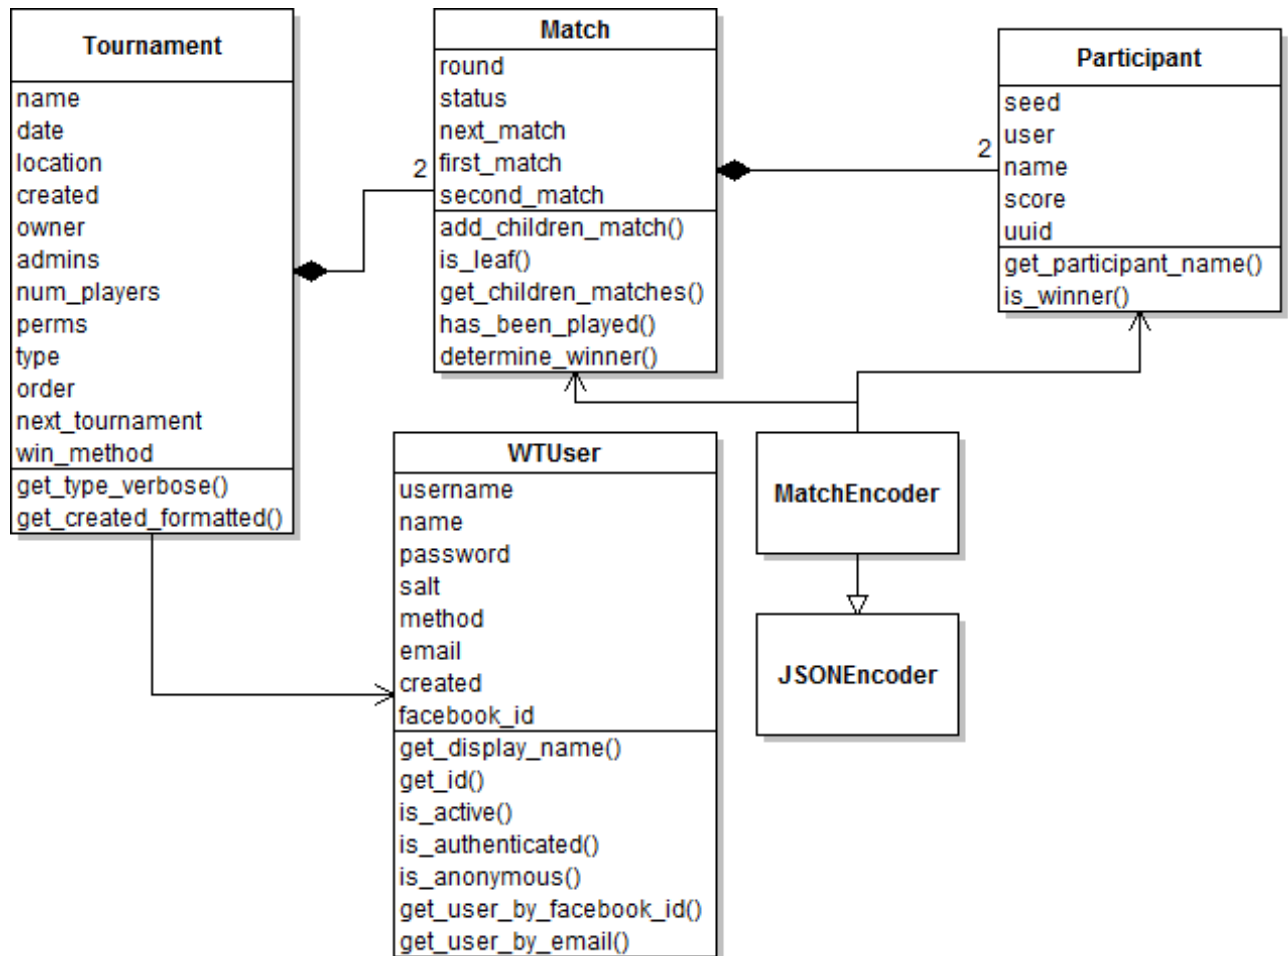 Tournament
name
date
location
created
owner
admins
num_players
perms
type
order
next_tournament
win_method
get_type_verbose()
get_created_formatted()
2
Match
round
status
next_match
first_match
second_match
add_children_match()
is_leaf()
get_children_matches()
has_been_played()
determine_winner()
2
Participant
seed
user
name
score
uuid
get_participant_name()
is_winner()
WTUser
username
name
password
salt
method
email
created
facebook_id
get_display_name()
get_id()
is_active()
is_authenticated()
is_anonymous()
get_user_by_facebook_id()
get_user_by_email()
MatchEncoder
JSONEncoder